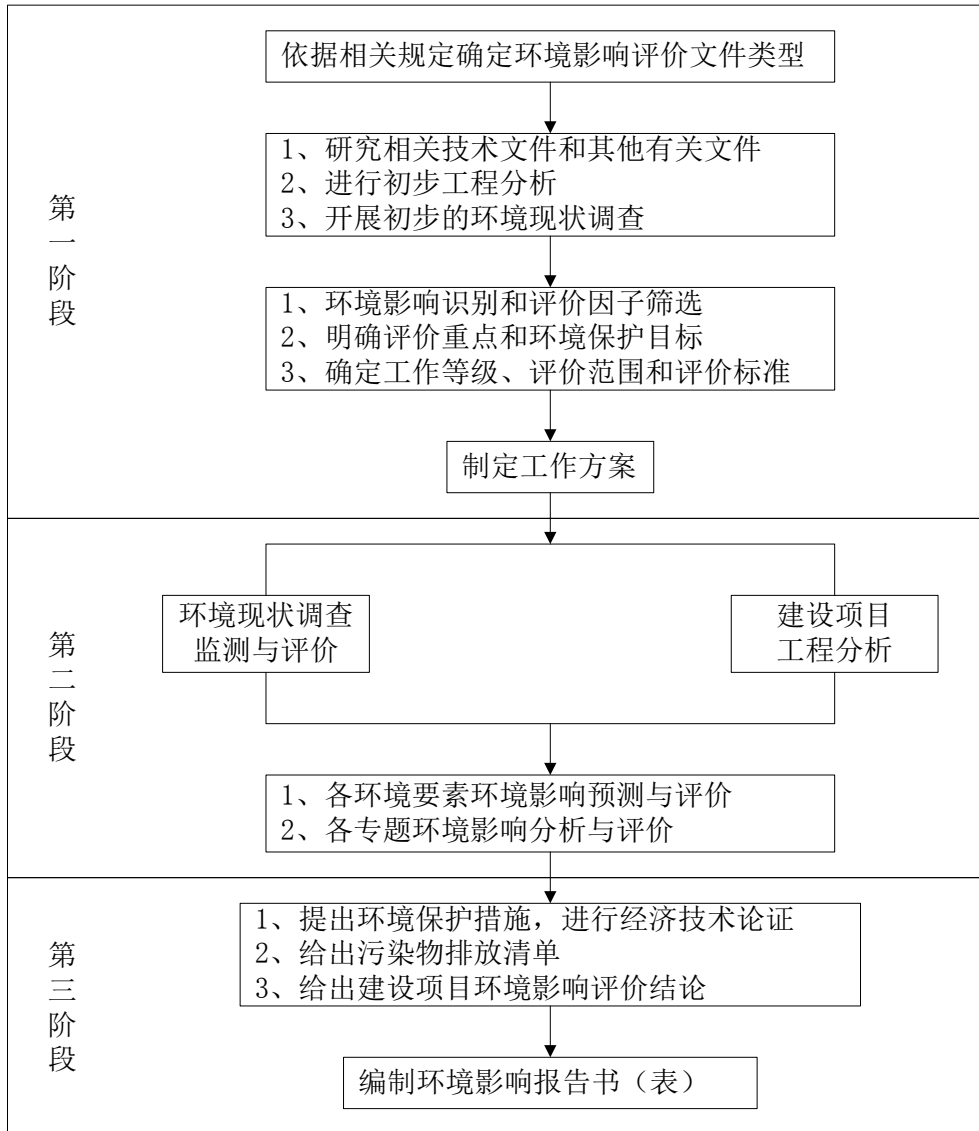 依据相关规定确定环境影响评价文件类型
1、研究相关技术文件和其他有关文件
2、进行初步工程分析
3、开展初步的环境现状调查
第一阶段
1、环境影响识别和评价因子筛选
2、明确评价重点和环境保护目标
3、确定工作等级、评价范围和评价标准
制定工作方案
第二阶段
环境现状调查
监测与评价
建设项目
工程分析
1、各环境要素环境影响预测与评价
2、各专题环境影响分析与评价
第三阶段
1、提出环境保护措施，进行经济技术论证
2、给出污染物排放清单
3、给出建设项目环境影响评价结论
编制环境影响报告书（表）